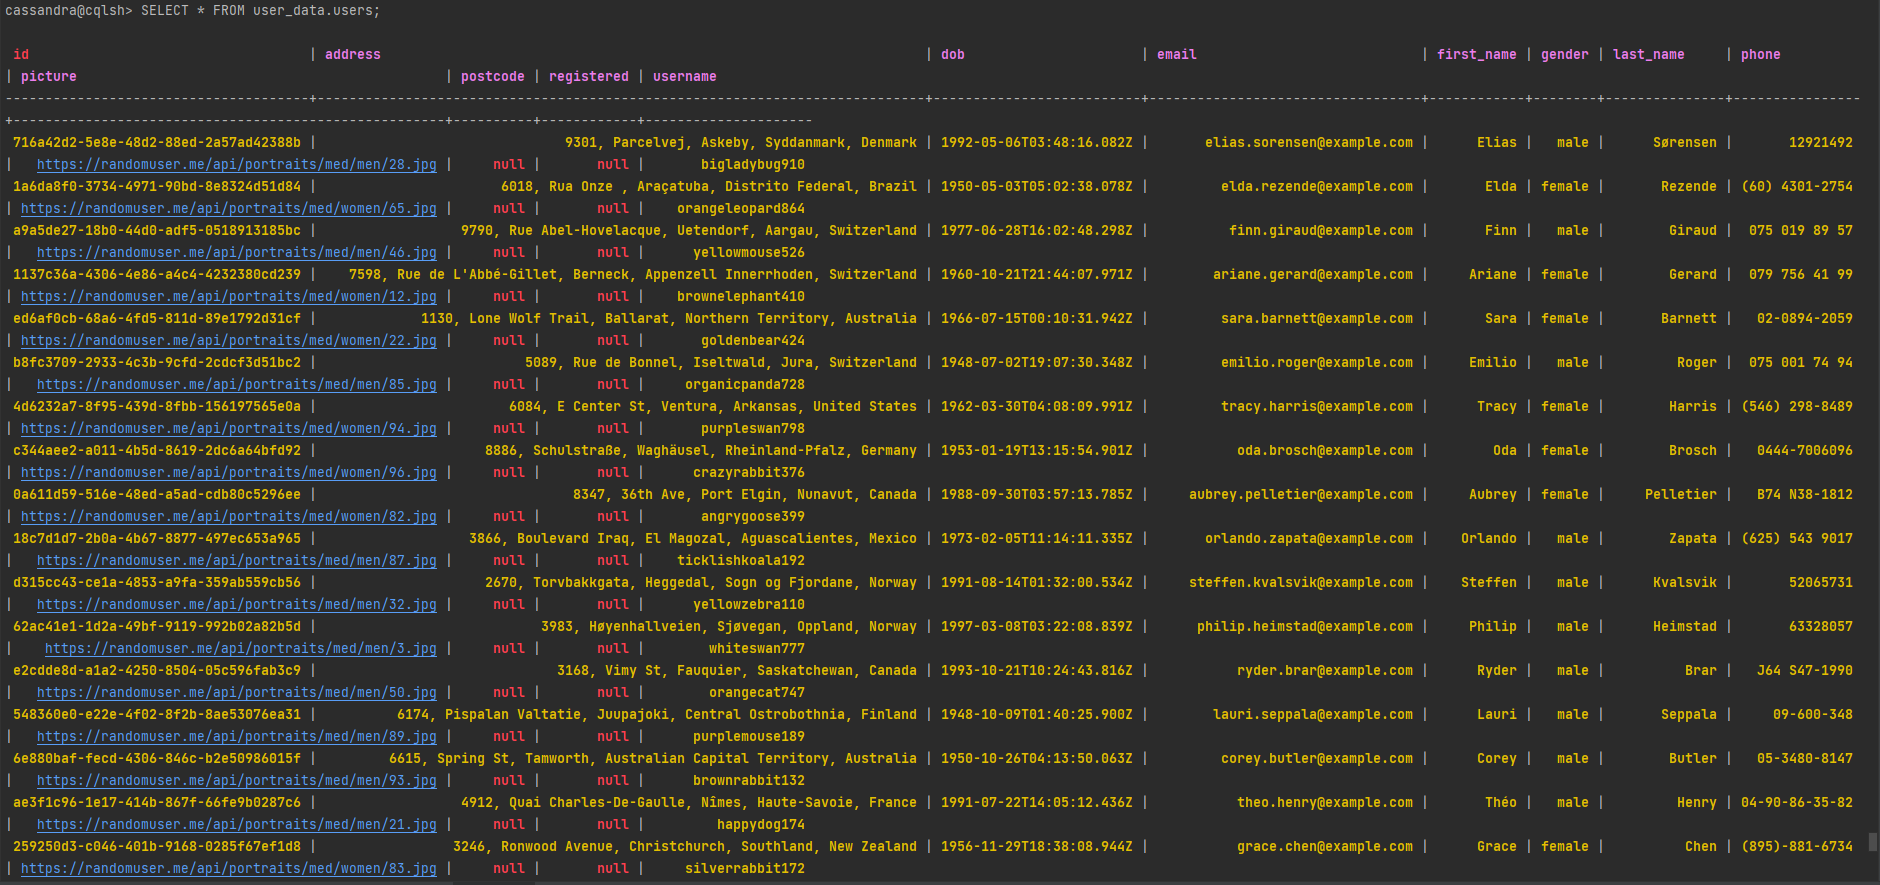 cassandra@cqlsh> SELECT * FROM user_data.users;
id | address | dob | email | first_name | gender | last_name | phone
| picture | postcode | registered | username
--------------------------------------+----------------------------------------------------------------------------+--------------------------+----------------------------------+------------+--------+---------------+----------------
+------------------------------------------------------+----------+------------+---------------------
716a42d2-5e8e-48d2-88ed-2a57ad42388b | 9301, Parcelvej, Askeby, Syddanmark, Denmark | 1992-05-06T03:48:16.082Z | elias.sorensen@example.com | Elias | male | Sørensen | 12921492
| https://randomuser.me/api/portraits/med/men/28.jpg | null | null | bigladybug910
1a6da8f0-3734-4971-90bd-8e8324d51d84 | 6018, Rua Onze , Araçatuba, Distrito Federal, Brazil | 1950-05-03T05:02:38.078Z | elda.rezende@example.com | Elda | female | Rezende | (60) 4301-2754
| https://randomuser.me/api/portraits/med/women/65.jpg | null | null | orangeleopard864
a9a5de27-18b0-44d0-adf5-0518913185bc | 9790, Rue Abel-Hovelacque, Uetendorf, Aargau, Switzerland | 1977-06-28T16:02:48.298Z | finn.giraud@example.com | Finn | male | Giraud | 075 019 89 57
| https://randomuser.me/api/portraits/med/men/46.jpg | null | null | yellowmouse526
1137c36a-4306-4e86-a4c4-4232380cd239 | 7598, Rue de L'Abbé-Gillet, Berneck, Appenzell Innerrhoden, Switzerland | 1960-10-21T21:44:07.971Z | ariane.gerard@example.com | Ariane | female | Gerard | 079 756 41 99
| https://randomuser.me/api/portraits/med/women/12.jpg | null | null | brownelephant410
ed6af0cb-68a6-4fd5-811d-89e1792d31cf | 1130, Lone Wolf Trail, Ballarat, Northern Territory, Australia | 1966-07-15T00:10:31.942Z | sara.barnett@example.com | Sara | female | Barnett | 02-0894-2059
| https://randomuser.me/api/portraits/med/women/22.jpg | null | null | goldenbear424
b8fc3709-2933-4c3b-9cfd-2cdcf3d51bc2 | 5089, Rue de Bonnel, Iseltwald, Jura, Switzerland | 1948-07-02T19:07:30.348Z | emilio.roger@example.com | Emilio | male | Roger | 075 001 74 94
| https://randomuser.me/api/portraits/med/men/85.jpg | null | null | organicpanda728
4d6232a7-8f95-439d-8fbb-156197565e0a | 6084, E Center St, Ventura, Arkansas, United States | 1962-03-30T04:08:09.991Z | tracy.harris@example.com | Tracy | female | Harris | (546) 298-8489
| https://randomuser.me/api/portraits/med/women/94.jpg | null | null | purpleswan798
c344aee2-a011-4b5d-8619-2dc6a64bfd92 | 8886, Schulstraße, Waghäusel, Rheinland-Pfalz, Germany | 1953-01-19T13:15:54.901Z | oda.brosch@example.com | Oda | female | Brosch | 0444-7006096
| https://randomuser.me/api/portraits/med/women/96.jpg | null | null | crazyrabbit376
0a611d59-516e-48ed-a5ad-cdb80c5296ee | 8347, 36th Ave, Port Elgin, Nunavut, Canada | 1988-09-30T03:57:13.785Z | aubrey.pelletier@example.com | Aubrey | female | Pelletier | B74 N38-1812
| https://randomuser.me/api/portraits/med/women/82.jpg | null | null | angrygoose399
18c7d1d7-2b0a-4b67-8877-497ec653a965 | 3866, Boulevard Iraq, El Magozal, Aguascalientes, Mexico | 1973-02-05T11:14:11.335Z | orlando.zapata@example.com | Orlando | male | Zapata | (625) 543 9017
| https://randomuser.me/api/portraits/med/men/87.jpg | null | null | ticklishkoala192
d315cc43-ce1a-4853-a9fa-359ab559cb56 | 2670, Torvbakkgata, Heggedal, Sogn og Fjordane, Norway | 1991-08-14T01:32:00.534Z | steffen.kvalsvik@example.com | Steffen | male | Kvalsvik | 52065731
| https://randomuser.me/api/portraits/med/men/32.jpg | null | null | yellowzebra110
62ac41e1-1d2a-49bf-9119-992b02a82b5d | 3983, Høyenhallveien, Sjøvegan, Oppland, Norway | 1997-03-08T03:22:08.839Z | philip.heimstad@example.com | Philip | male | Heimstad | 63328057
| https://randomuser.me/api/portraits/med/men/3.jpg | null | null | whiteswan777
e2cdde8d-a1a2-4250-8504-05c596fab3c9 | 3168, Vimy St, Fauquier, Saskatchewan, Canada | 1993-10-21T10:24:43.816Z | ryder.brar@example.com | Ryder | male | Brar | J64 S47-1990
| https://randomuser.me/api/portraits/med/men/50.jpg | null | null | orangecat747
548360e0-e22e-4f02-8f2b-8ae53076ea31 | 6174, Pispalan Valtatie, Juupajoki, Central Ostrobothnia, Finland | 1948-10-09T01:40:25.900Z | lauri.seppala@example.com | Lauri | male | Seppala | 09-600-348
| https://randomuser.me/api/portraits/med/men/89.jpg | null | null | purplemouse189
6e880baf-fecd-4306-846c-b2e50986015f | 6615, Spring St, Tamworth, Australian Capital Territory, Australia | 1950-10-26T04:13:50.063Z | corey.butler@example.com | Corey | male | Butler | 05-3480-8147
| https://randomuser.me/api/portraits/med/men/93.jpg | null | null | brownrabbit132
ae3f1c96-1e17-414b-867f-66fe9b0287c6 | 4912, Quai Charles-De-Gaulle, Nîmes, Haute-Savoie, France | 1991-07-22T14:05:12.436Z | theo.henry@example.com | Théo | male | Henry | 04-90-86-35-82
| https://randomuser.me/api/portraits/med/men/21.jpg | null | null | happydog174
259250d3-c046-401b-9168-0285f67ef1d8 | 3246, Ronwood Avenue, Christchurch, Southland, New Zealand | 1956-11-29T18:38:08.944Z | grace.chen@example.com | Grace | female | Chen | (895)-881-6734
| https://randomuser.me/api/portraits/med/women/83.jpg | null | null | silverrabbit172